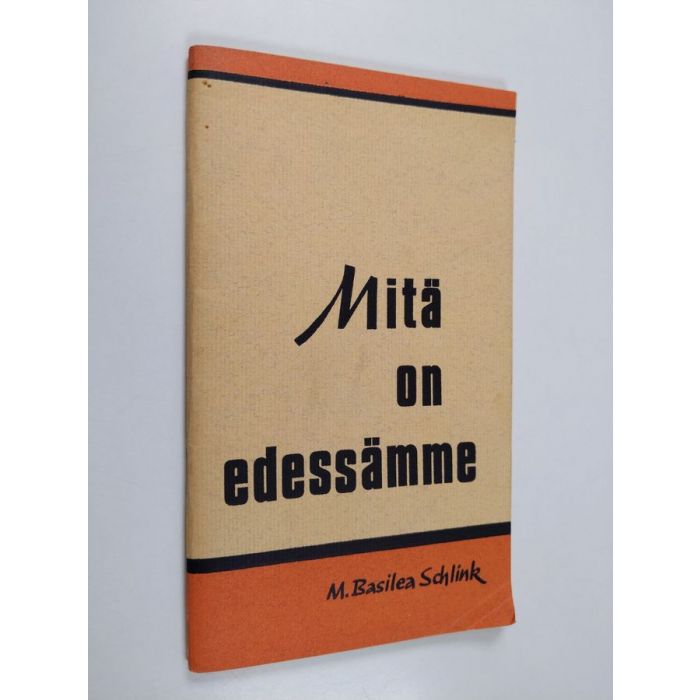 Mitä
on
edessämme
M. Basilea Schlink